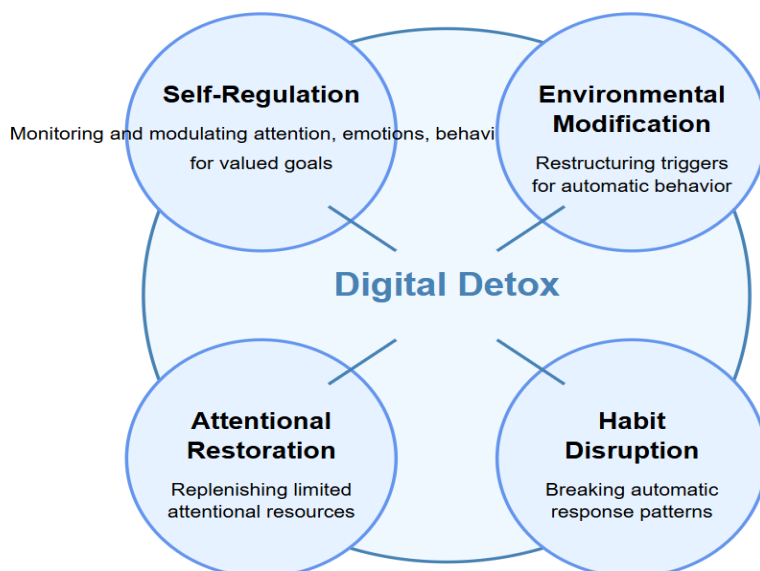 Self-Regulation
Monitoring and modulating attention, emotions, behavi
for valued goals
Environmental
Modification
Restructuring triggers
for automatic behavior
Digital Detox
Attentional
Restoration
Replenishing limited
attentional resources
Habit
Disruption
Breaking automatic
response patterns